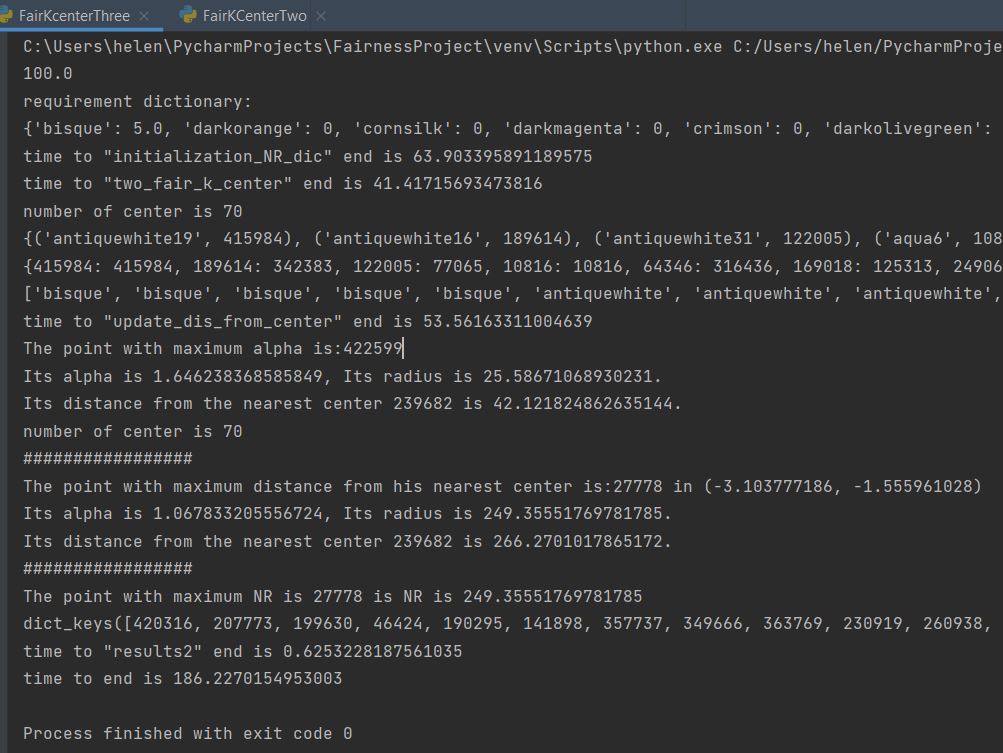 FairKcenterThree FairKCenterTwo
C:\Users\helen\PycharmProjects\FairnessProject\venv\Scripts\python.exe C:/Users/helen/PycharmProje
100.0
requirement dictionary:
{'bisque': 5.0, 'darkorange': 0, 'cornsilk': 0, 'darkmagenta': 0, 'crimson': 0, 'darkolivegreen':
time to "initialization_NR_dic" end is 63.903395891189575
time to "two_fair_k_center" end is 41.41715693473816
number of center is 70
{('antiquewhite19', 415984), ('antiquewhite16', 189614), ('antiquewhite31', 122005), ('aqua6', 108
{415984: 415984, 189614: 342383, 122005: 77065, 10816: 10816, 64346: 316436, 169018: 125313, 24906
['bisque', 'bisque', 'bisque', 'bisque', 'bisque', 'antiquewhite', 'antiquewhite', 'antiquewhite',
time to "update_dis_from_center" end is 53.56163311004639
The point with maximum alpha is:422599
Its alpha is 1.646238368585849, Its radius is 25.58671068930231.
Its distance from the nearest center 239682 is 42.121824862635144.
number of center is 70
#################
The point with maximum distance from his nearest center is:27778 in (-3.103777186, -1.555961028)
Its alpha is 1.067833205556724, Its radius is 249.35551769781785.
Its distance from the nearest center 239682 is 266.2701017865172.
#################
The point with maximum NR is 27778 is NR is 249.35551769781785
dict_keys([420316, 207773, 199630, 46424, 190295, 141898, 357737, 349666, 363769, 230919, 260938,
time to "results2" end is 0.6253228187561035
time to end is 186.2270154953003
Process finished with exit code 0